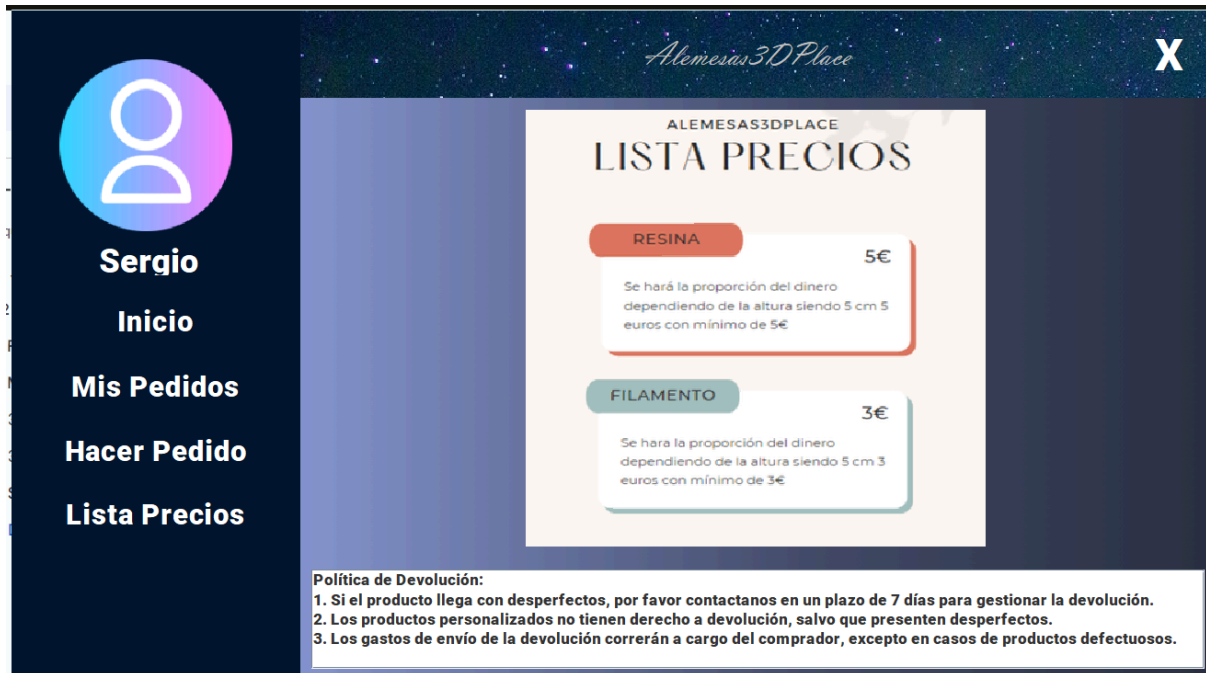 Alemesas3DPlace
X
Sergio
Inicio
Mis Pedidos
Hacer Pedido
Lista Precios
ALEMESAS3DPLACE
LISTA PRECIOS
RESINA
5€
Se hará la proporción del dinero
dependiendo de la altura siendo 5 cm 5
euros con mínimo de 5€
FILAMENTO
3€
Se hara la proporción del dinero
dependiendo de la altura siendo 5 cm 3
euros con mínimo de 3€
Política de Devolución:
1. Si el producto llega con desperfectos, por favor contactanos en un plazo de 7 días para gestionar la devolución.
2. Los productos personalizados no tienen derecho a devolución, salvo que presenten desperfectos.
3. Los gastos de envío de la devolución correrán a cargo del comprador, excepto en casos de productos defectuosos.